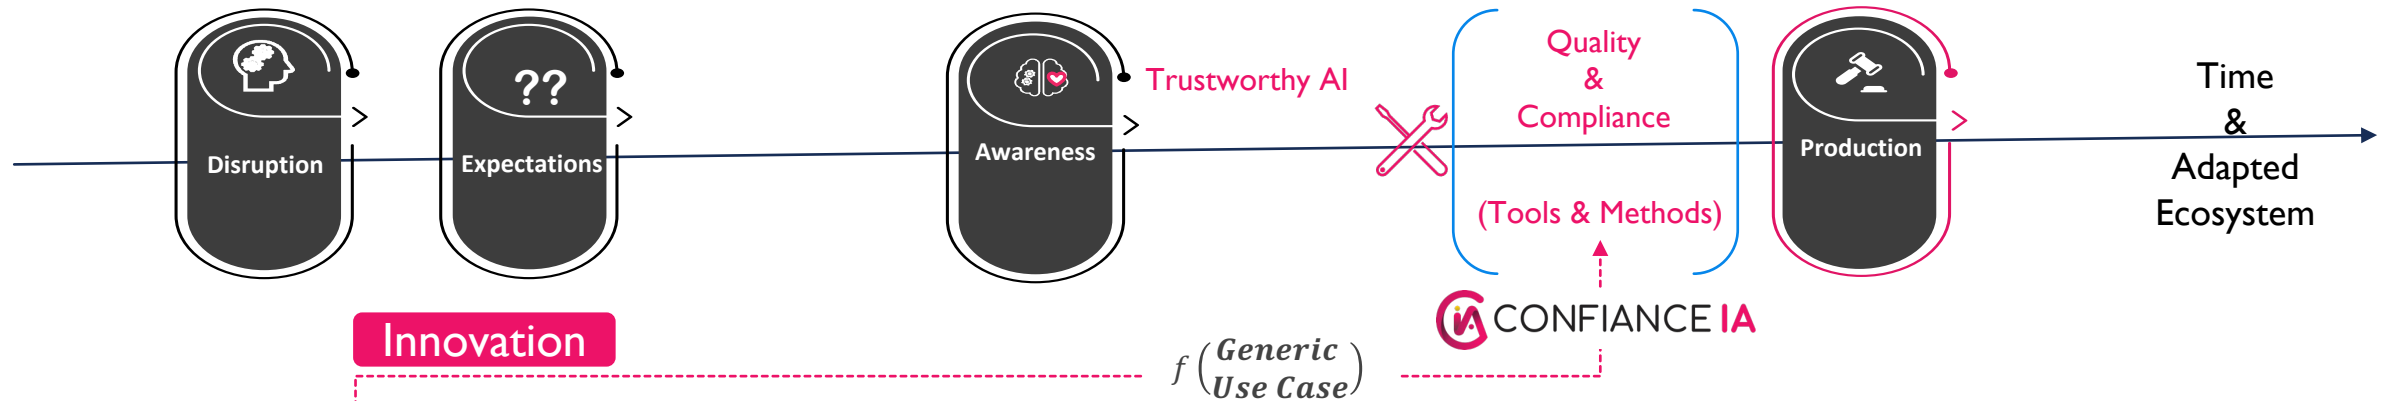 ??
Disruption
Expectations
Awareness
Trustworthy AI
Quality
&
Compliance
(Tools & Methods)
Production
Time
&
Adapted
Ecosystem
Innovation
f (Generic
Use Case)
CONFIANCE IA